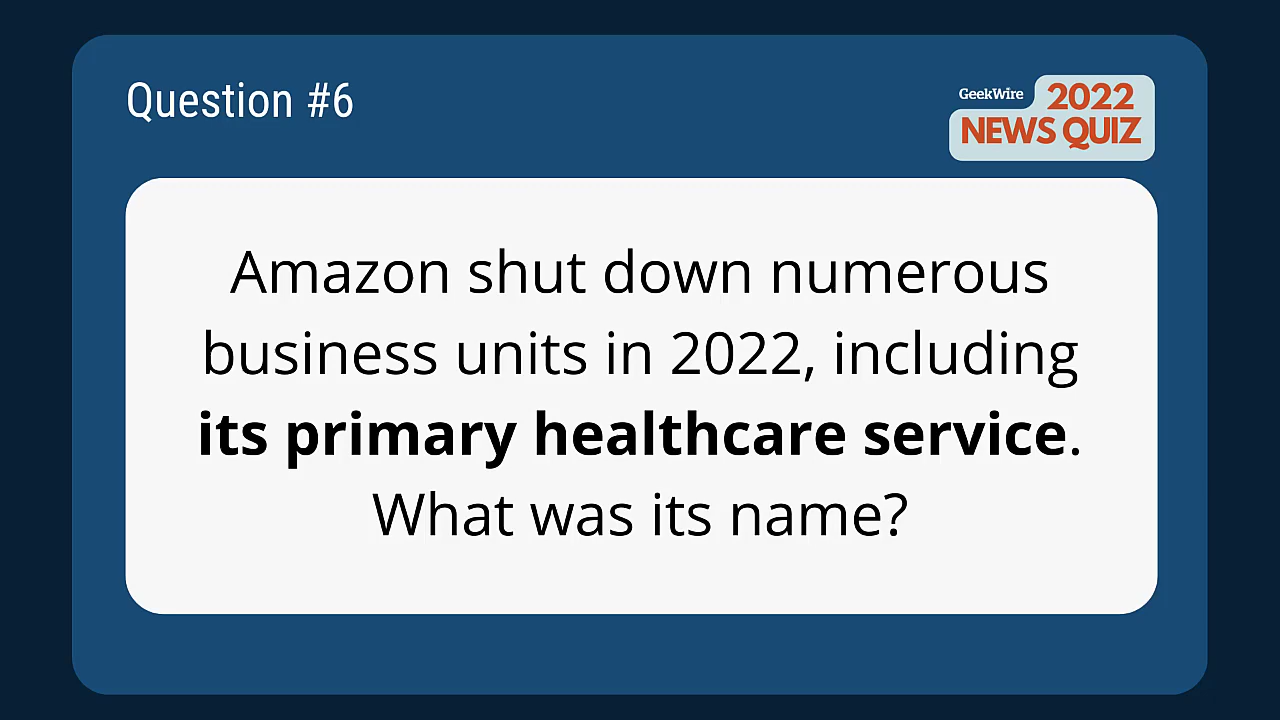 Question #6
GeekWire 2022
NEWS QUIZ
Amazon shut down numerous
business units in 2022, including
its primary healthcare service.
What was its name?